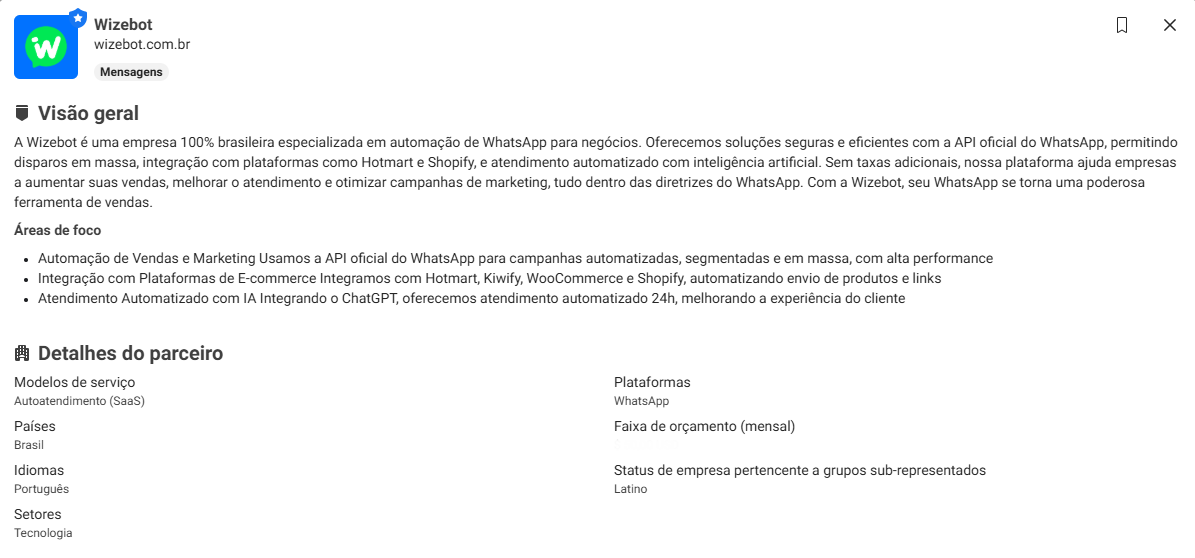 Wizebot
wizebot.com.br
Mensagens
Visão geral
A Wizebot é uma empresa 100% brasileira especializada em automação de WhatsApp para negócios. Oferecemos soluções seguras e eficientes com a API oficial do WhatsApp, permitindo
disparos em massa, integração com plataformas como Hotmart e Shopify, e atendimento automatizado com inteligência artificial. Sem taxas adicionais, nossa plataforma ajuda empresas
a aumentar suas vendas, melhorar o atendimento e otimizar campanhas de marketing, tudo dentro das diretrizes do WhatsApp. Com a Wizebot, seu WhatsApp se torna uma poderosa
ferramenta de vendas.
Áreas de foco
• Automação de Vendas e Marketing Usamos a API oficial do WhatsApp para campanhas automatizadas, segmentadas e em massa, com alta performance
• Integração com Plataformas de E-commerce Integramos com Hotmart, Kiwify, WooCommerce e Shopify, automatizando envio de produtos e links
• Atendimento Automatizado com IA Integrando o ChatGPT, oferecemos atendimento automatizado 24h, melhorando a experiência do cliente
Detalhes do parceiro
Modelos de serviço
Autoatendimento (SaaS)
Plataformas
WhatsApp
Países
Brasil
Faixa de orçamento (mensal)
Idiomas
Português
Status de empresa pertencente a grupos sub-representados
Latino
Setores
Tecnologia